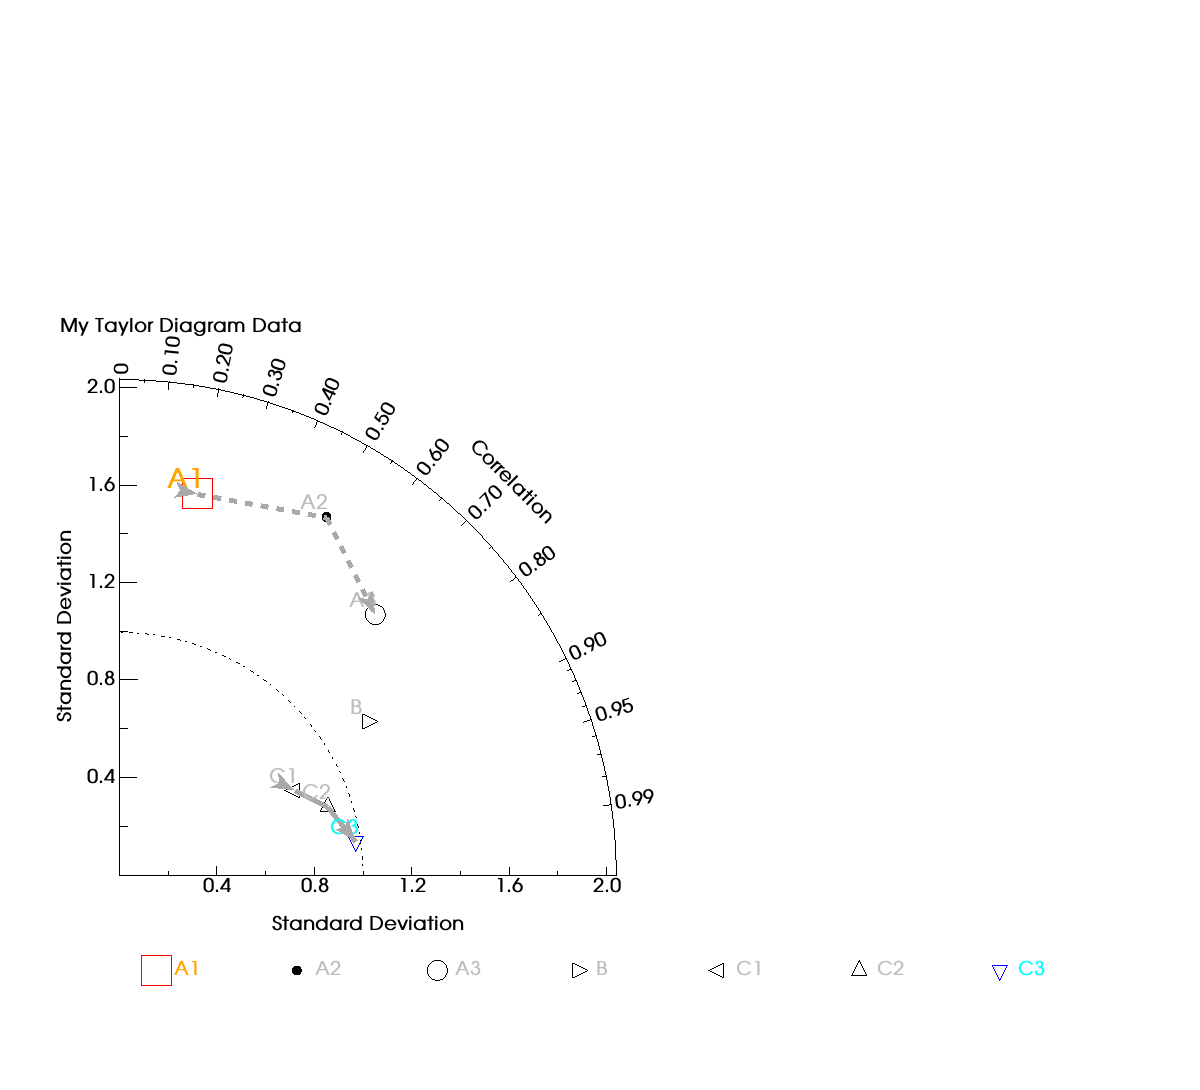 My Taylor Diagram Data
0
0.10
0.20
0.30
0.40
0.50
0.60
0.70
0.80
0.90
0.95
0.99
Correlation
2.0
1.6
1.2
0.8
0.4
Standard Deviation
A1
A2
A3
B
C1
C2
C3
0.4 0.8 1.2 1.6 2.0
Standard Deviation
A1 A2 A3 B C1 C2 C3